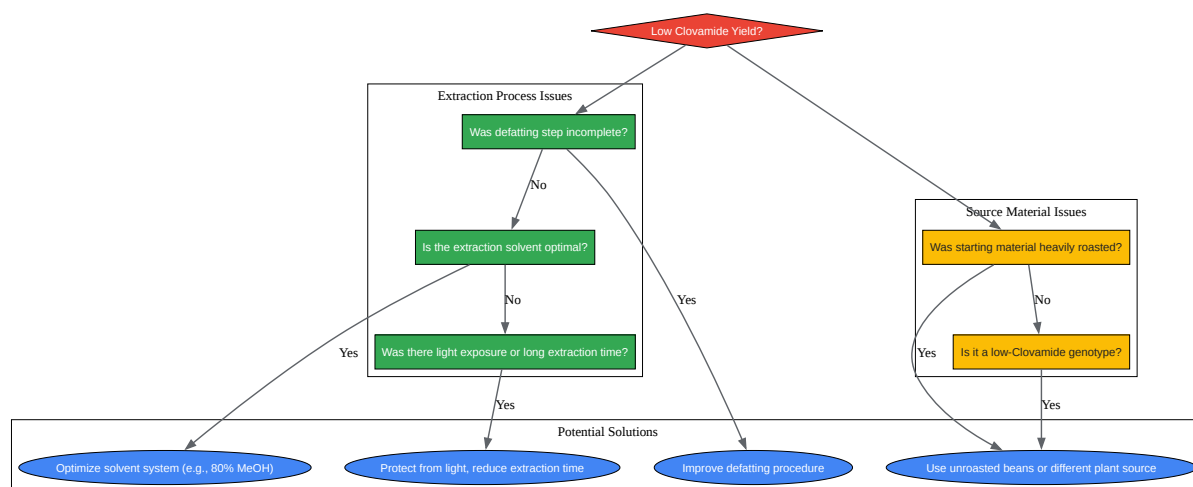 Low Clovamide Yield?
Extraction Process Issues
Was defatting step incomplete?
No
Source Material Issues
Is the extraction solvent optimal?
Was starting material heavily roasted?
No
Yes
No
Was there light exposure or long extraction time?
Yes
Yes
Is it a low-Clovamide genotype?
Yes
Yes
Potential Solutions
Optimize solvent system (e.g., 80% MeOH)
Protect from light, reduce extraction time
Improve defatting procedure
Use unroasted beans or different plant source